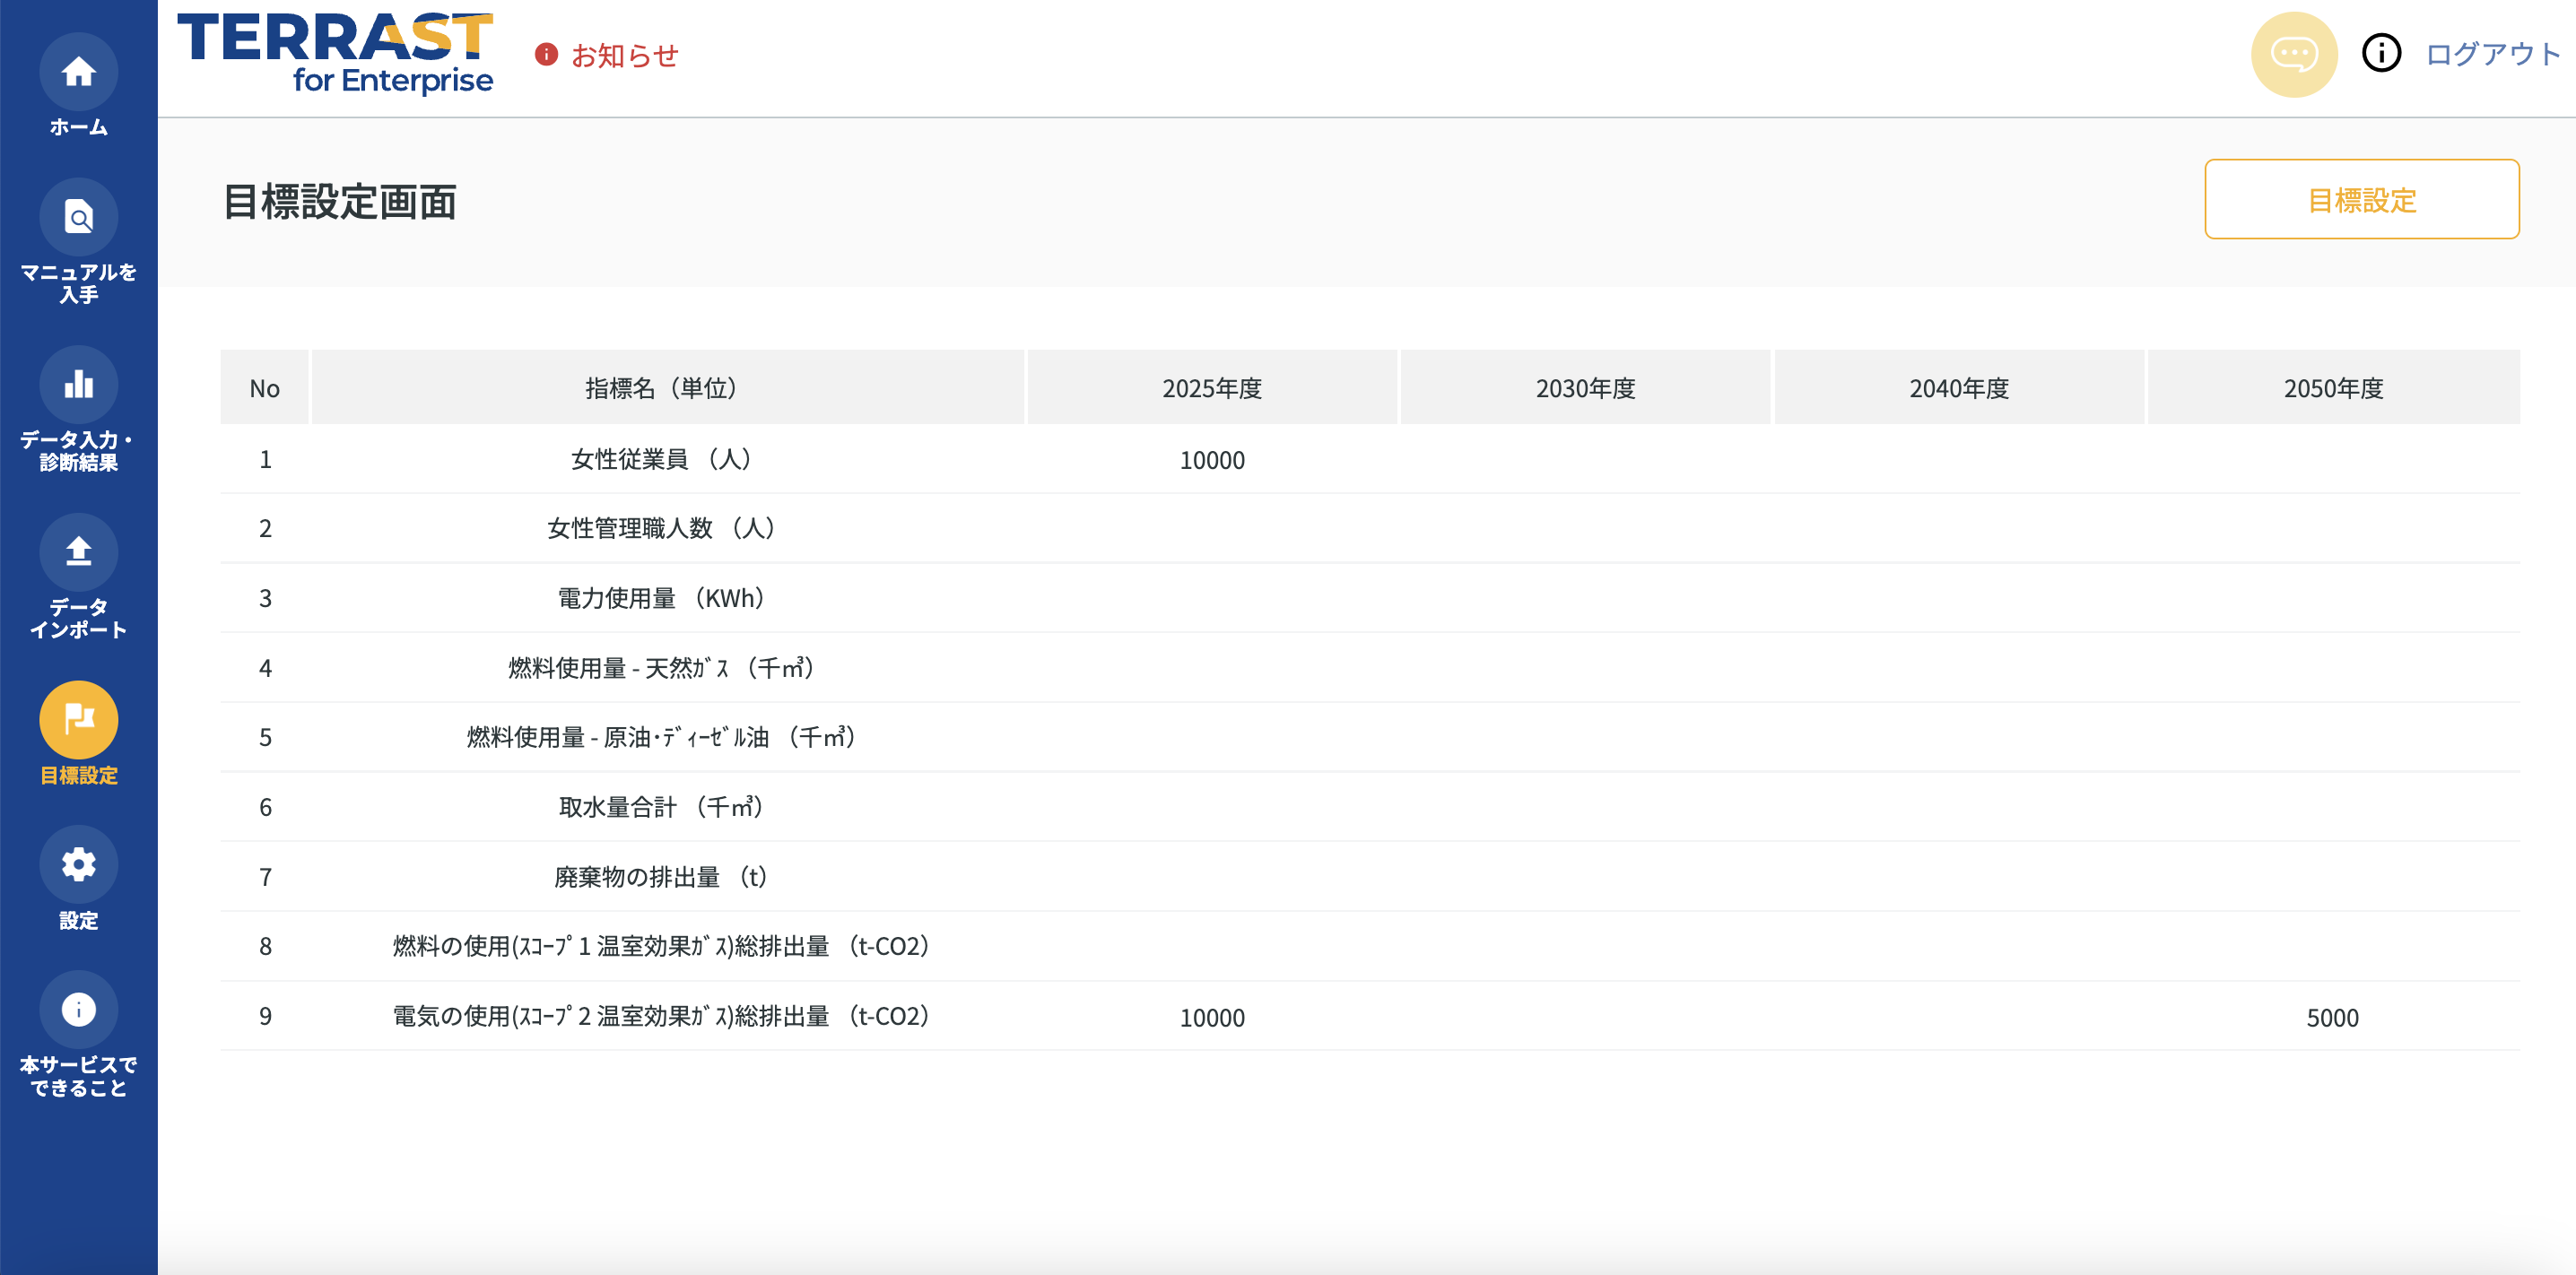 ホーム
マニュアルを
入手
データ入力・
診断結果
データ
インポート
目標設定
設定
本サービスで
できること
TERRAST
for Enterprise
お知らせ
ログアウト
目標設定画面
目標設定
No 指標名（単位） 2025年度 2030年度 2040年度 2050年度
1 女性従業員 （人） 10000
2 女性管理職人数 （人）
3 電力使用量 （KWh）
4 燃料使用量 - 天然ｶﾞｽ （千㎥）
5 燃料使用量 - 原油･ﾃﾞｨｰｾﾞﾙ油 （千㎥）
6 取水量合計 （千㎥）
7 廃棄物の排出量 （t）
8 燃料の使用(ｽｺｰﾌﾟ1 温室効果ｶﾞｽ)総排出量 （t-CO2）
9 電気の使用(ｽｺｰﾌﾟ2 温室効果ｶﾞｽ)総排出量 （t-CO2） 10000 5000